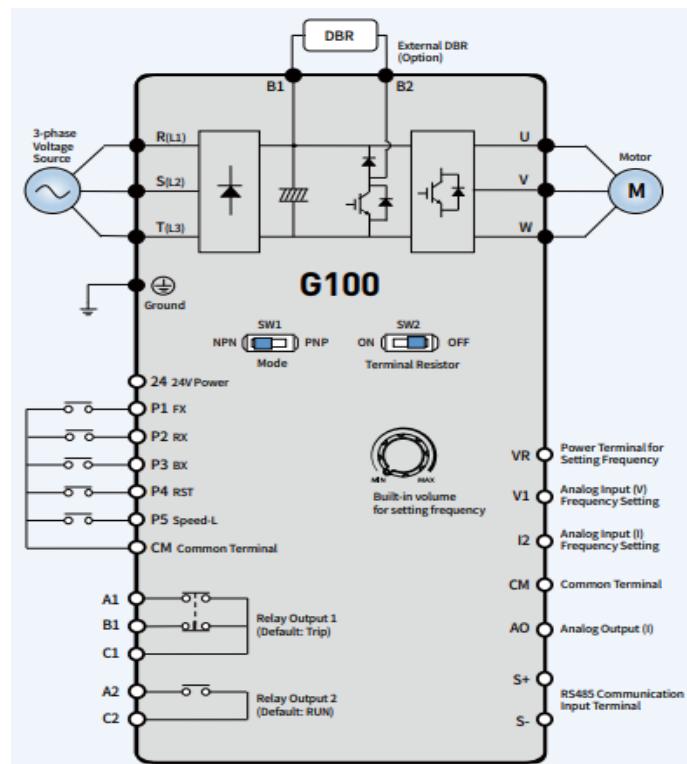 DBR
External DBR
(Option)
B1
B2
3-phase
Voltage
Source
R(L1)
S(L2)
T(L3)
U
V
W
Motor
M
Ground
G100
SW1
NPN
PNP
Mode
SW2
ON
OFF
Terminal Resistor
24 24V Power
P1 FX
P2 RX
P3 BX
P4 RST
P5 Speed-L
CM Common Terminal
MIN
MAX
Built-in volume
for setting frequency
VR
Power Terminal for
Setting Frequency
V1
Analog Input (V)
Frequency Setting
I2
Analog Input (I)
Frequency Setting
CM
Common Terminal
AO
Analog Output (I)
S+
S-
RS485 Communication
Input Terminal
A1
B1
C1
Relay Output 1
(Default: Trip)
A2
C2
Relay Output 2
(Default: RUN)